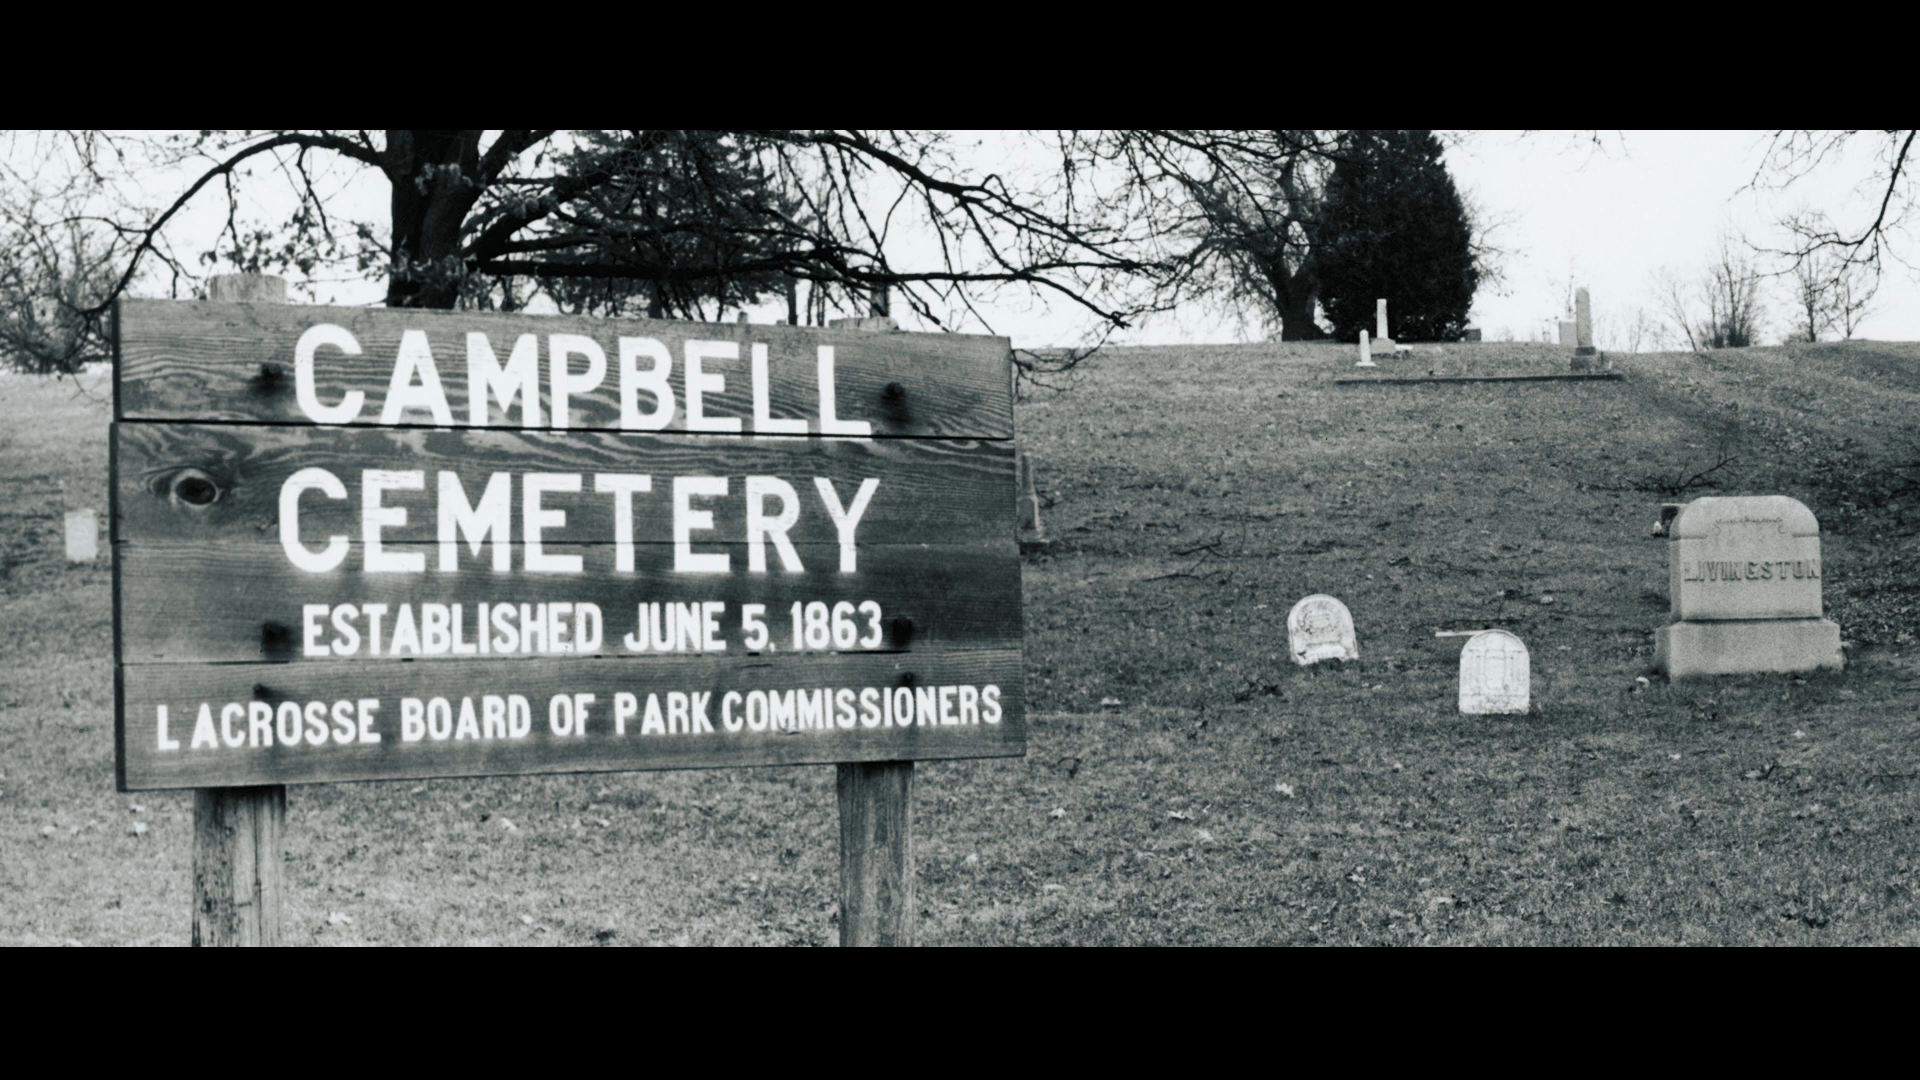 CAMPBELL
CEMETERY
ESTABLISHED JUNE 5, 1863
LACROSSE BOARD OF PARK COMMISSIONERS
LIVINGSTON